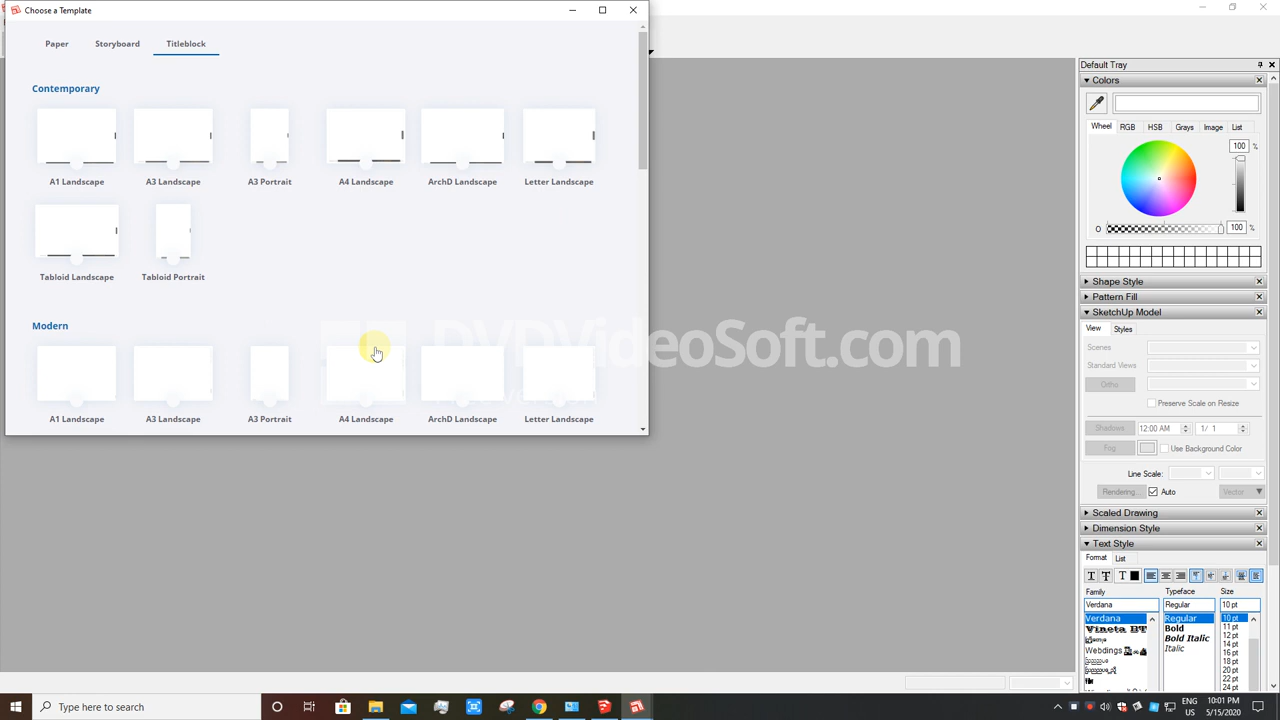 Choose a Template
Paper
Storyboard
Titleblock
Contemporary
A1 Landscape
A3 Landscape
A3 Portrait
A4 Landscape
ArchD Landscape
Letter Landscape
Tabloid Landscape
Tabloid Portrait
Modern
A1 Landscape
A3 Landscape
A3 Portrait
A4 Landscape
ArchD Landscape
Letter Landscape
DVDVideoSoft.com
Default Tray
Colors
Wheel
RGB
HSB
Grays
Image
List
100 %
O
100 %
Shape Style
Pattern Fill
SketchUp Model
View
Styles
Scenes
Standard Views
Ortho
Preserve Scale on Resize
Shadows
12:00 AM
1/ 1
Fog
Use Background Color
Line Scale:
Rendering...
Auto
Vector
Scaled Drawing
Dimension Style
Text Style
Format
List
Family
Typeface
Size
Verdana
Regular
10 pt
Verdana
Regular
10 pt
Vineta BT
Bold
11 pt
12 pt
Bold Italic
14 pt
Webdings
Italic
16 pt
18 pt
20 pt
22 pt
24 pt
Type here to search
ENG
US
10:01 PM
5/15/2020